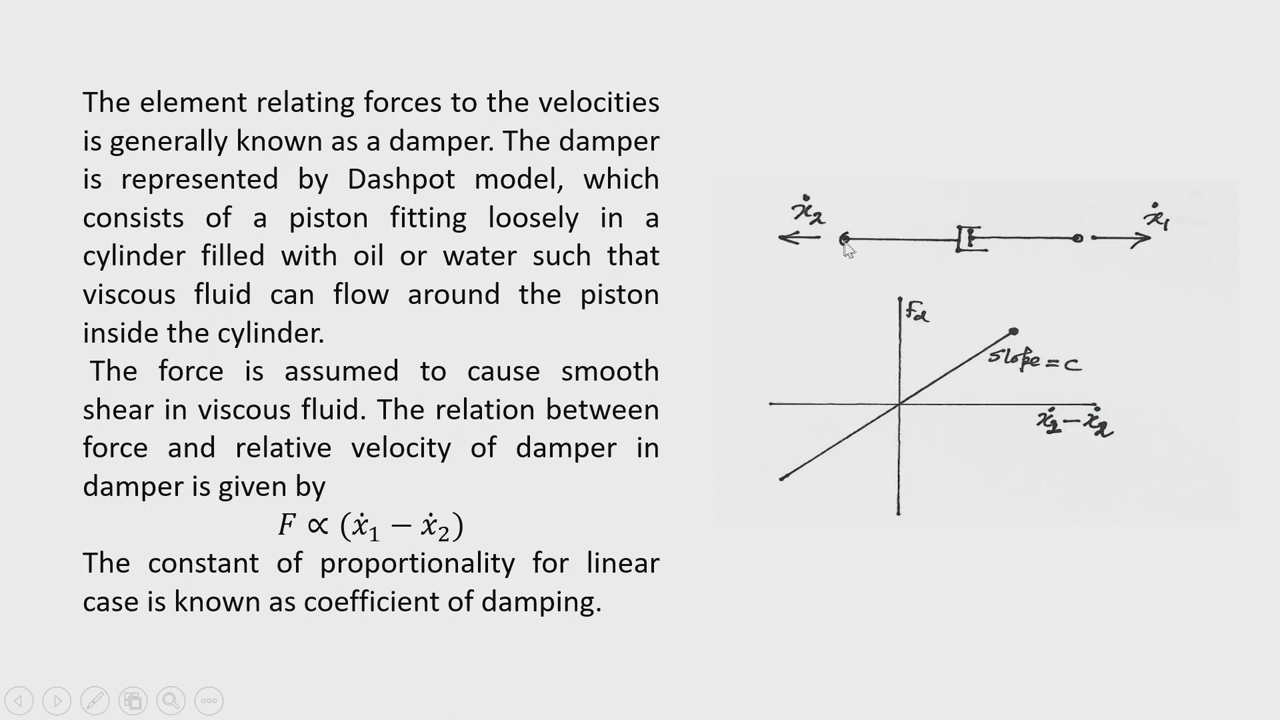 The element relating forces to the velocities
is generally known as a damper. The damper
is represented by Dashpot model, which
consists of a piston fitting loosely in a
cylinder filled with oil or water such that
viscous fluid can flow around the piston
inside the cylinder.
The force is assumed to cause smooth
shear in viscous fluid. The relation between
force and relative velocity of damper in
damper is given by
F ∝ (ẋ₁ − ẋ₂)
The constant of proportionality for linear
case is known as coefficient of damping.
ẋ₂
ẋ₁
Fd
slope = c
ẋ₂ − ẋ₂